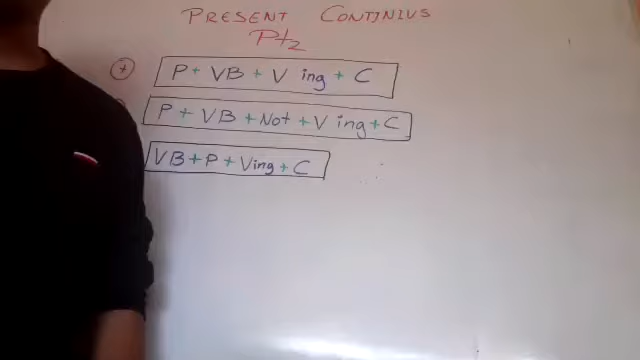 PRESENT CONTINIUS
Pt2
(+) P + VB + V ing + C
P + VB + Not + V ing + C
VB + P + Ving + C